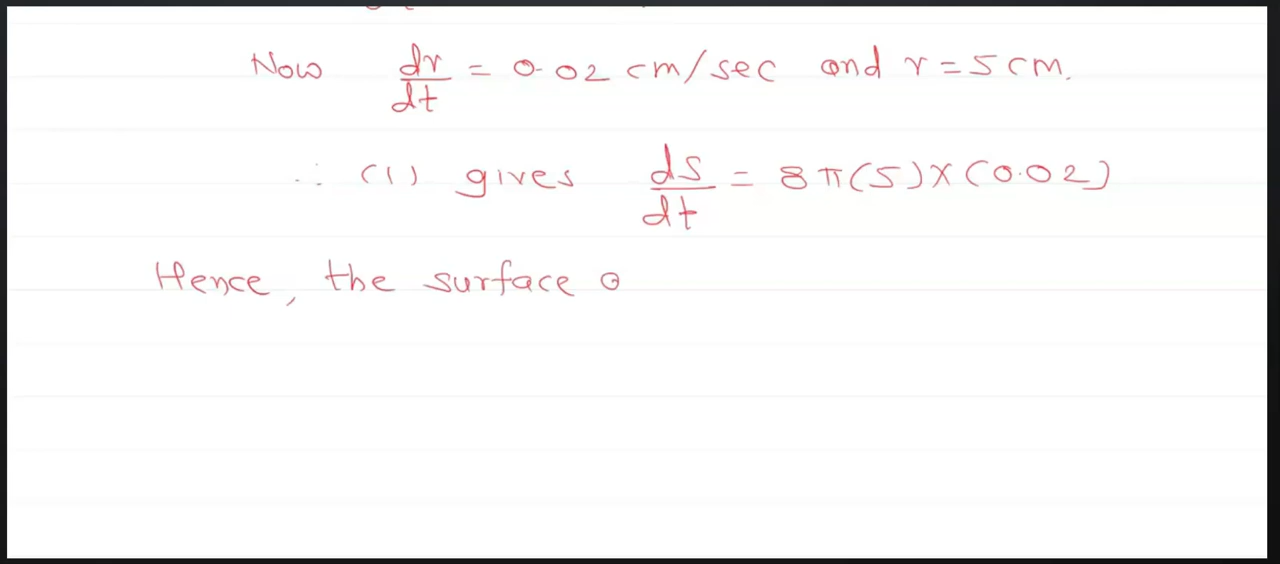 Now dr/dt = 0.02 cm/sec and r = 5 cm.
∴ (1) gives ds/dt = 8π(5)×(0.02)
Hence, the surface o